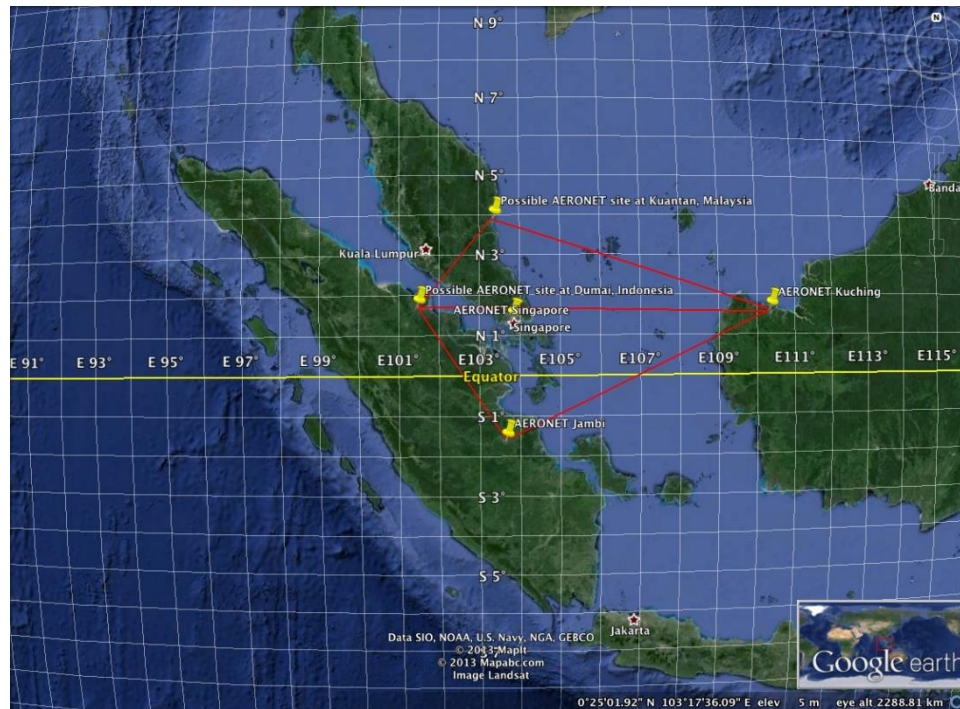 N 9°
N 7°
N 5°
Possible AERONET site at Kuantan, Malaysia
Kuala Lumpur
N 3°
Possible AERONET site at Dumai, Indonesia
AERONET Kuching
AERONET Singapore
Singapore
N 1°
E 91° E 93° E 95° E 97° E 99° E101° E103° E105° E107° E109° E111° E113° E115°
Equator
S 1°
AERONET Jambi
S 3°
S 5°
Jakarta
Data SIO, NOAA, U.S. Navy, NGA, GEBCO
© 2013 MapIt
© 2013 Mapabc.com
Image Landsat
Google earth
0°25'01.92" N 103°17'36.09" E elev 5 m eye alt 2288.81 km
N